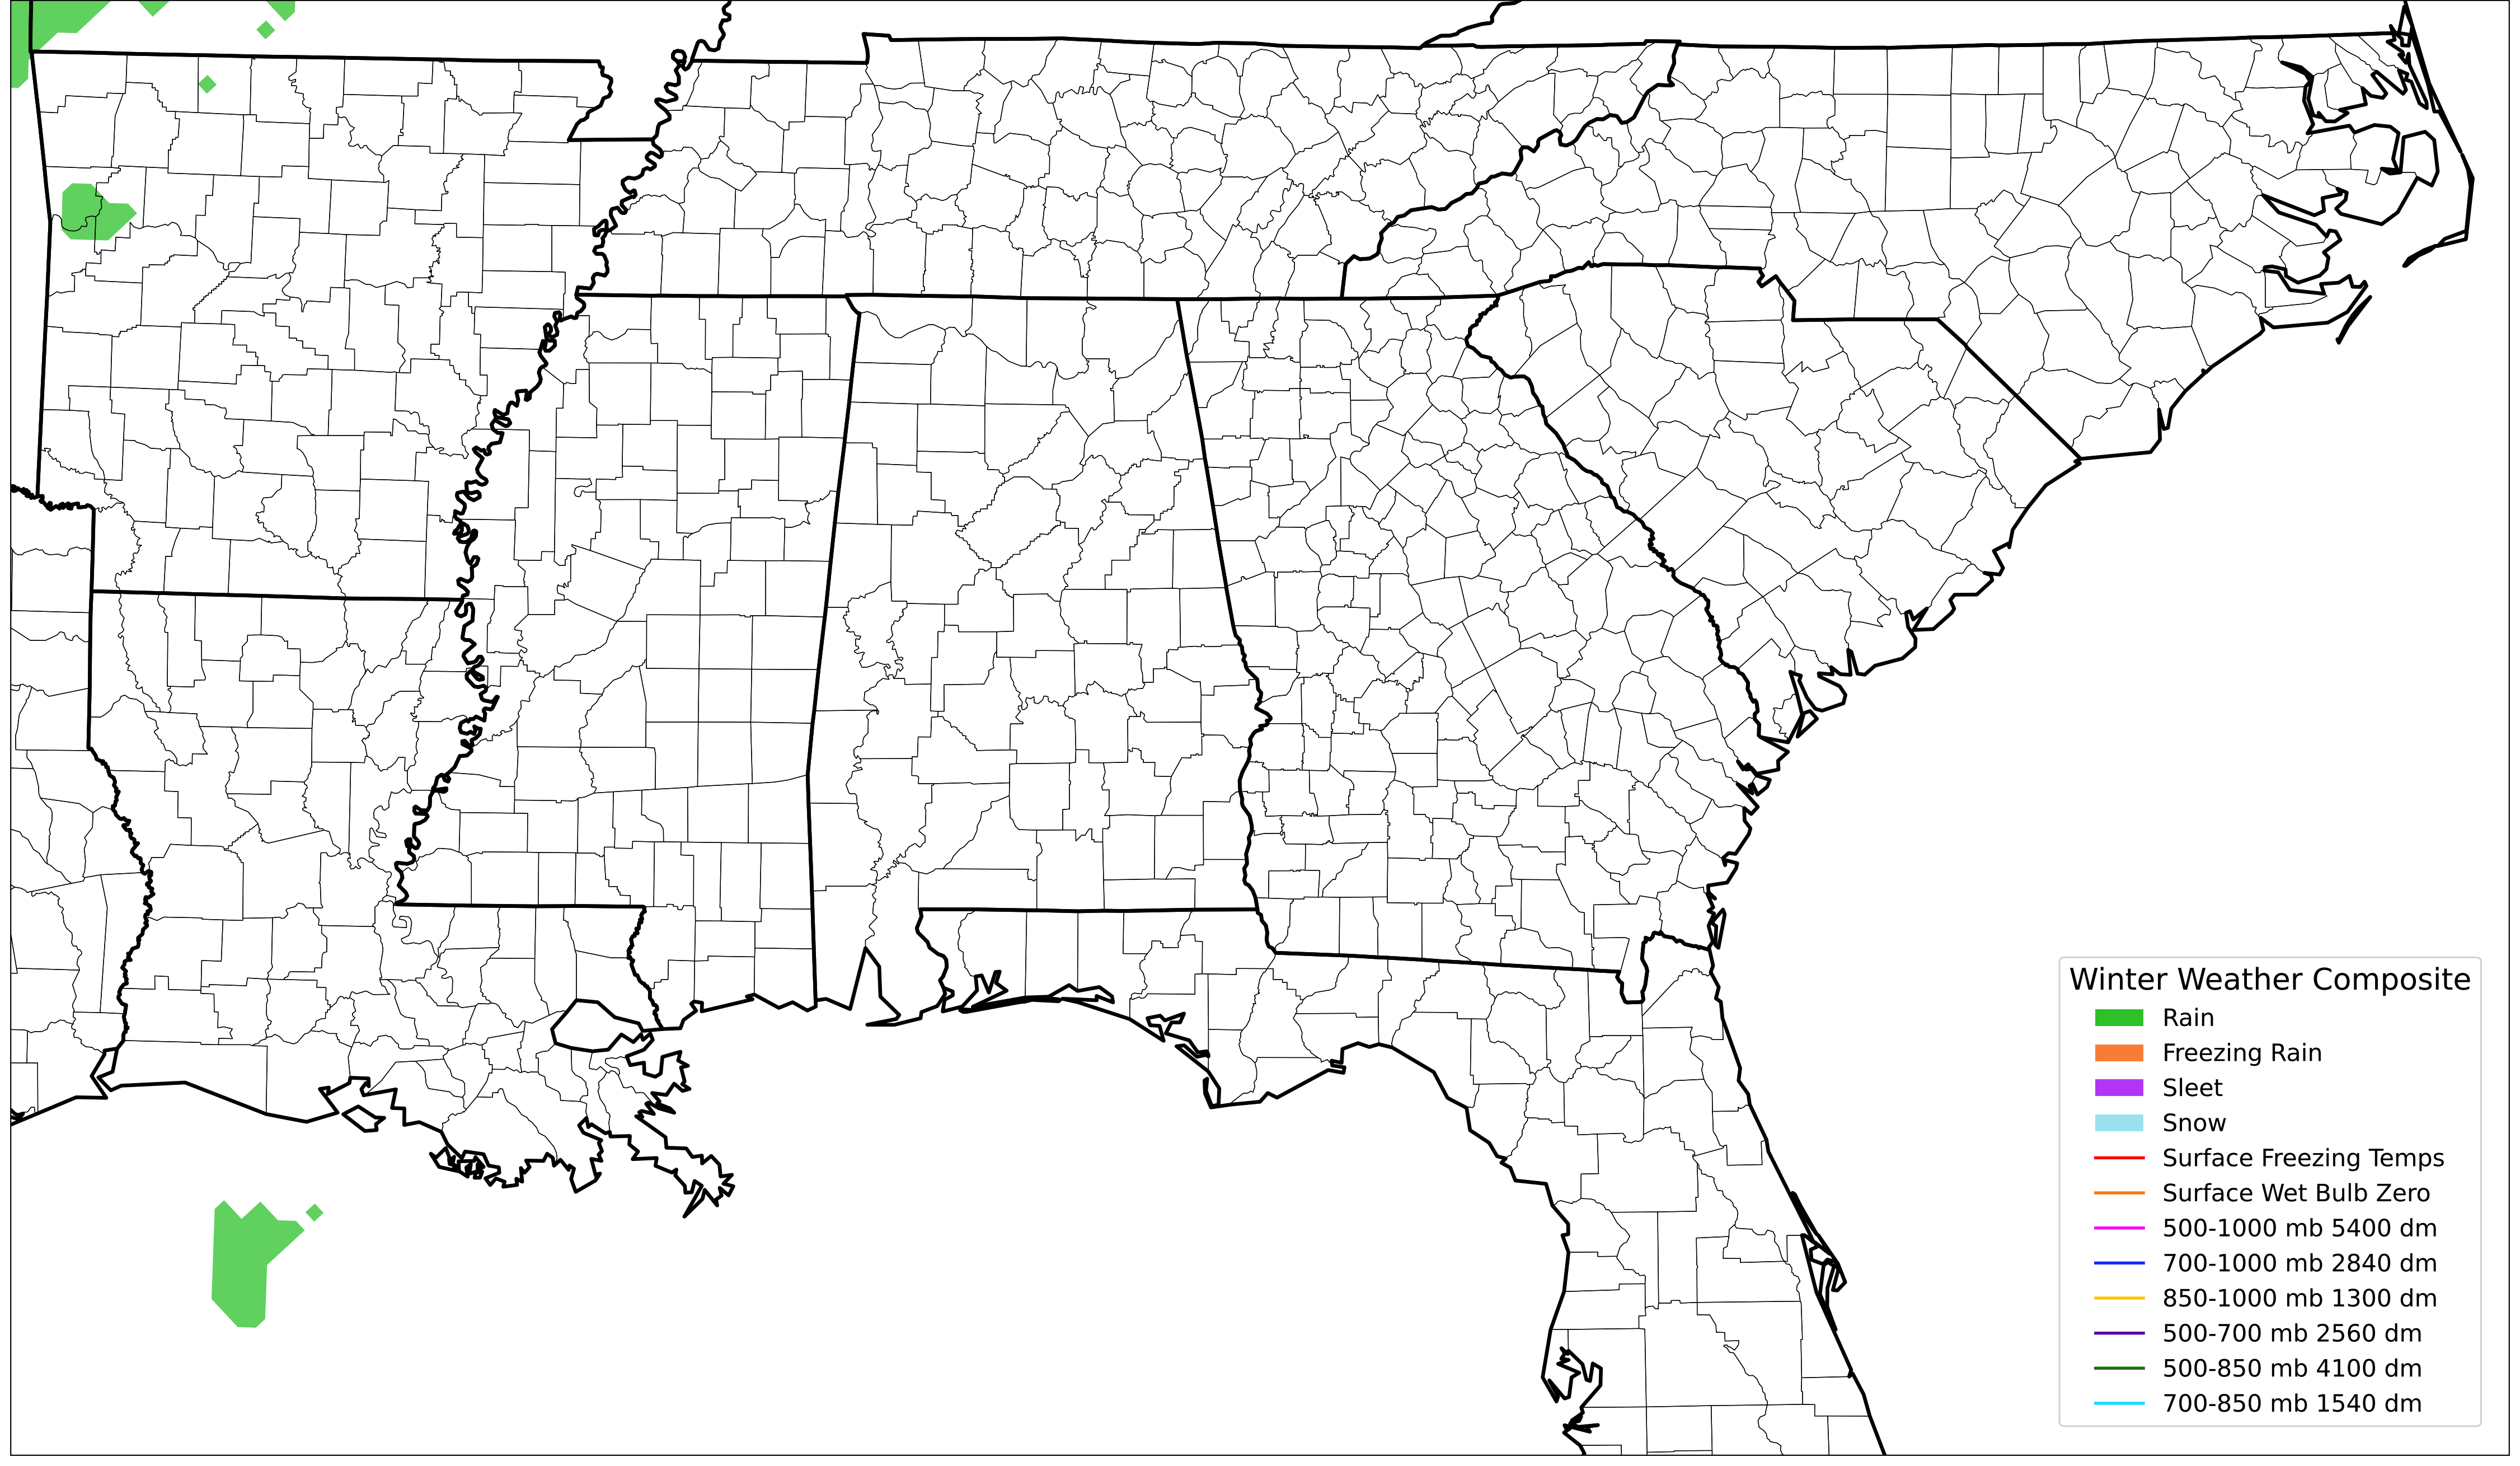 Winter Weather Composite
Rain
Freezing Rain
Sleet
Snow
Surface Freezing Temps
Surface Wet Bulb Zero
500-1000 mb 5400 dm
700-1000 mb 2840 dm
850-1000 mb 1300 dm
500-700 mb 2560 dm
500-850 mb 4100 dm
700-850 mb 1540 dm